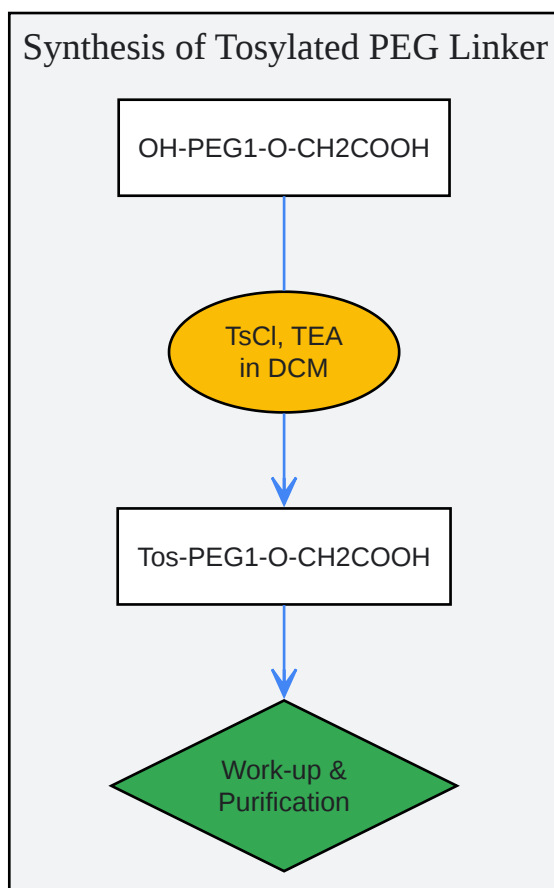 Synthesis of Tosylated PEG Linker
OH-PEG1-O-CH2COOH
TsCl, TEA
in DCM
Tos-PEG1-O-CH2COOH
Work-up &
Purification